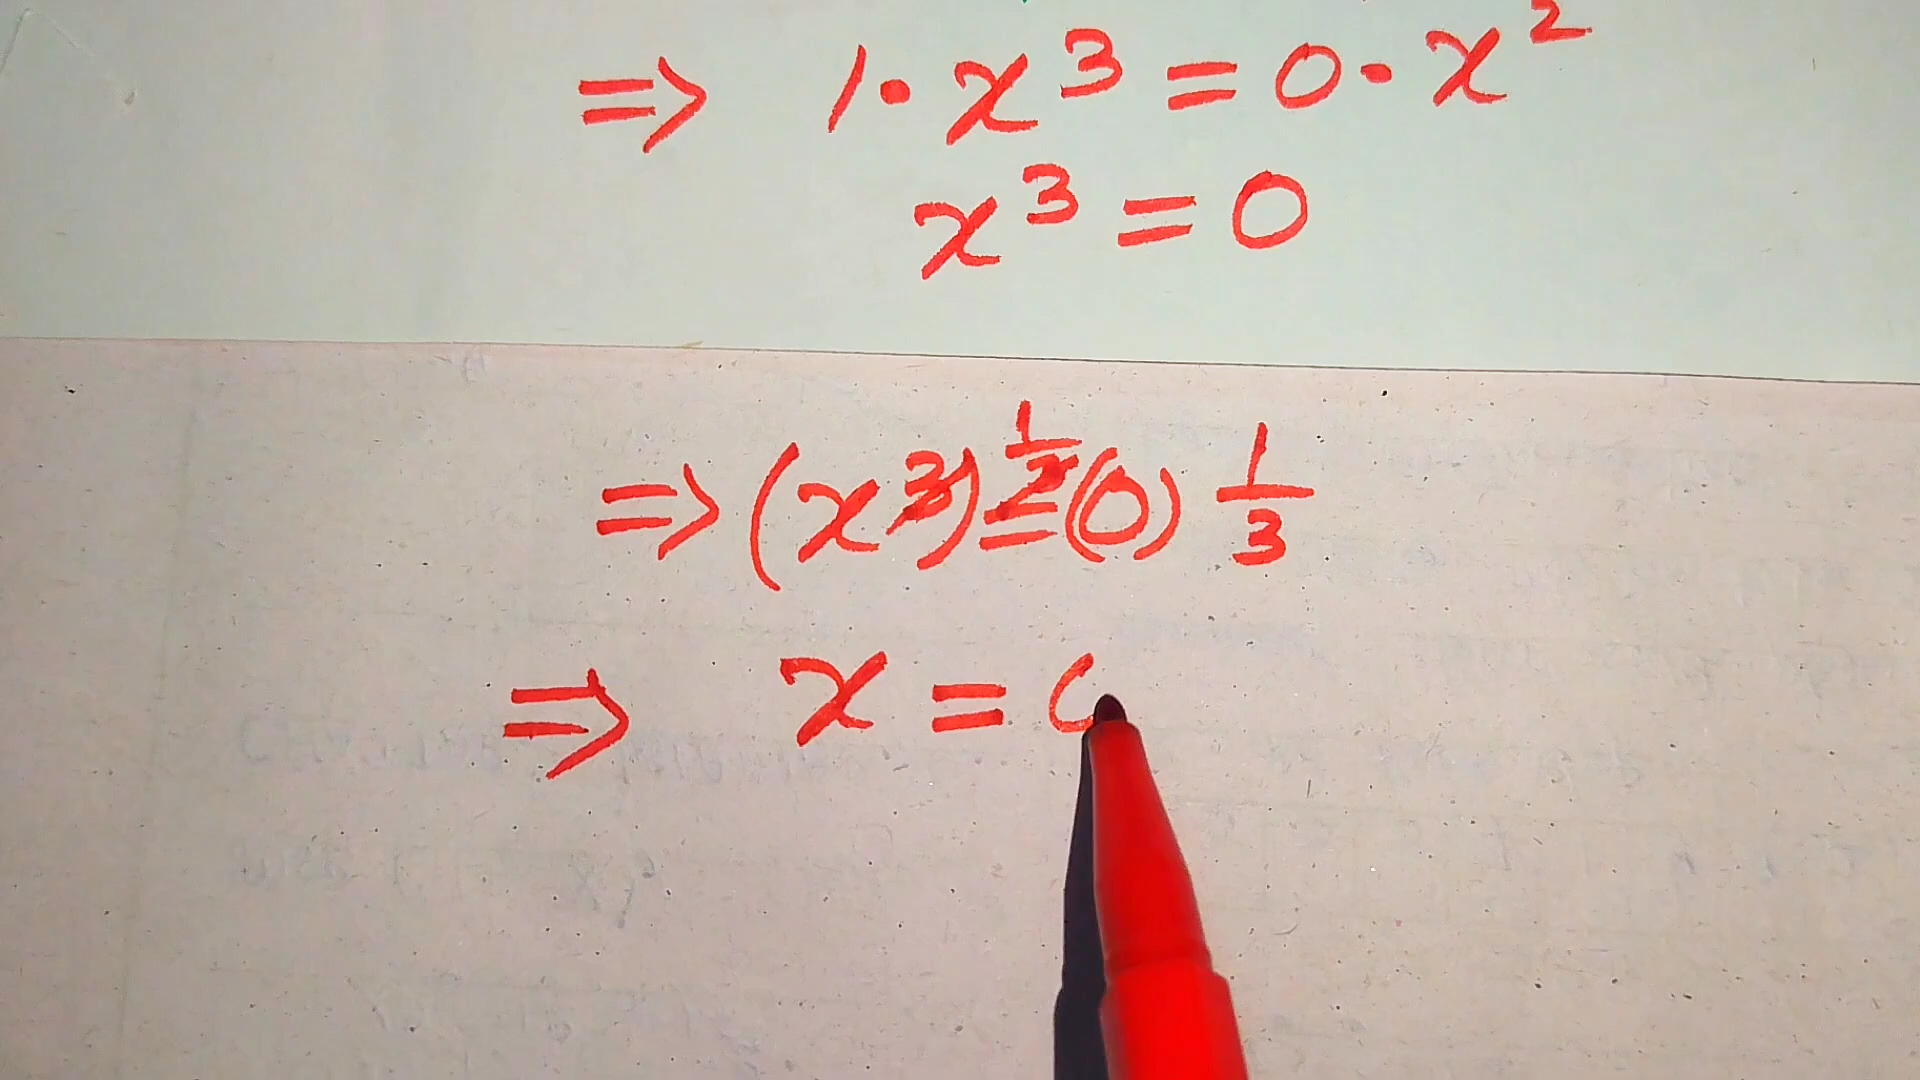 ⇒ 1·x³ = 0·x²
x³ = 0
⇒ (x³)^1/3 = (0)^1/3
⇒ x = 0